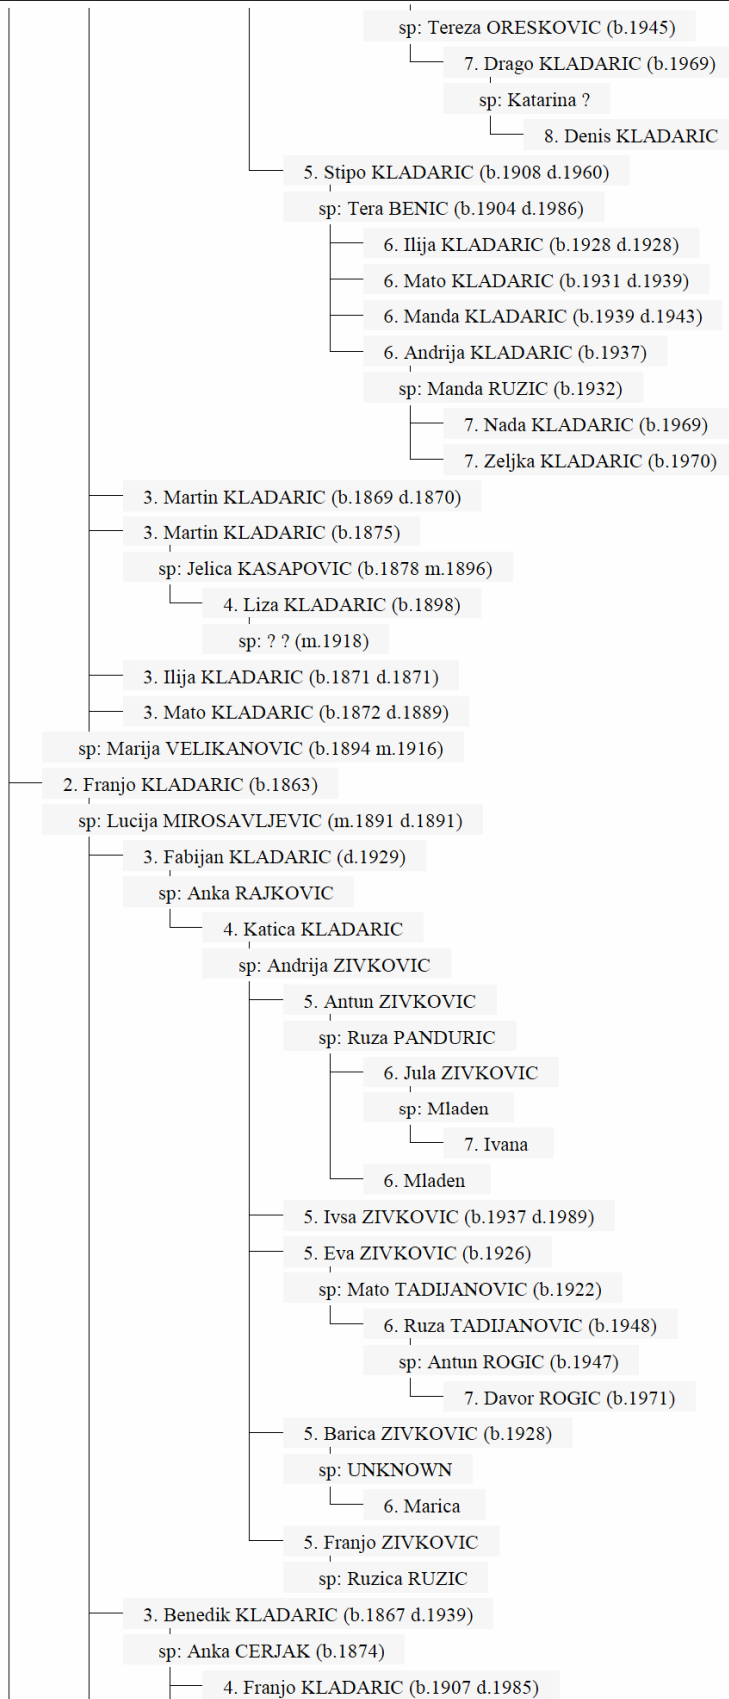 sp: Tereza ORESKOVIC (b.1945)
7. Drago KLADARIC (b.1969)
sp: Katarina ?
8. Denis KLADARIC
5. Stipo KLADARIC (b.1908 d.1960)
sp: Tera BENIC (b.1904 d.1986)
6. Ilija KLADARIC (b.1928 d.1928)
6. Mato KLADARIC (b.1931 d.1939)
6. Manda KLADARIC (b.1939 d.1943)
6. Andrija KLADARIC (b.1937)
sp: Manda RUZIC (b.1932)
7. Nada KLADARIC (b.1969)
7. Zeljka KLADARIC (b.1970)
3. Martin KLADARIC (b.1869 d.1870)
3. Martin KLADARIC (b.1875)
sp: Jelica KASAPOVIC (b.1878 m.1896)
4. Liza KLADARIC (b.1898)
sp: ? ? (m.1918)
3. Ilija KLADARIC (b.1871 d.1871)
3. Mato KLADARIC (b.1872 d.1889)
sp: Marija VELIKANOVIC (b.1894 m.1916)
2. Franjo KLADARIC (b.1863)
sp: Lucija MIROSAVLJEVIC (m.1891 d.1891)
3. Fabijan KLADARIC (d.1929)
sp: Anka RAJKOVIC
4. Katica KLADARIC
sp: Andrija ZIVKOVIC
5. Antun ZIVKOVIC
sp: Ruza PANDURIC
6. Jula ZIVKOVIC
sp: Mladen
7. Ivana
6. Mladen
5. Ivsa ZIVKOVIC (b.1937 d.1989)
5. Eva ZIVKOVIC (b.1926)
sp: Mato TADIJANOVIC (b.1922)
6. Ruza TADIJANOVIC (b.1948)
sp: Antun ROGIC (b.1947)
7. Davor ROGIC (b.1971)
5. Barica ZIVKOVIC (b.1928)
sp: UNKNOWN
6. Marica
5. Franjo ZIVKOVIC
sp: Ruzica RUZIC
3. Benedik KLADARIC (b.1867 d.1939)
sp: Anka CERJAK (b.1874)
4. Franjo KLADARIC (b.1907 d.1985)